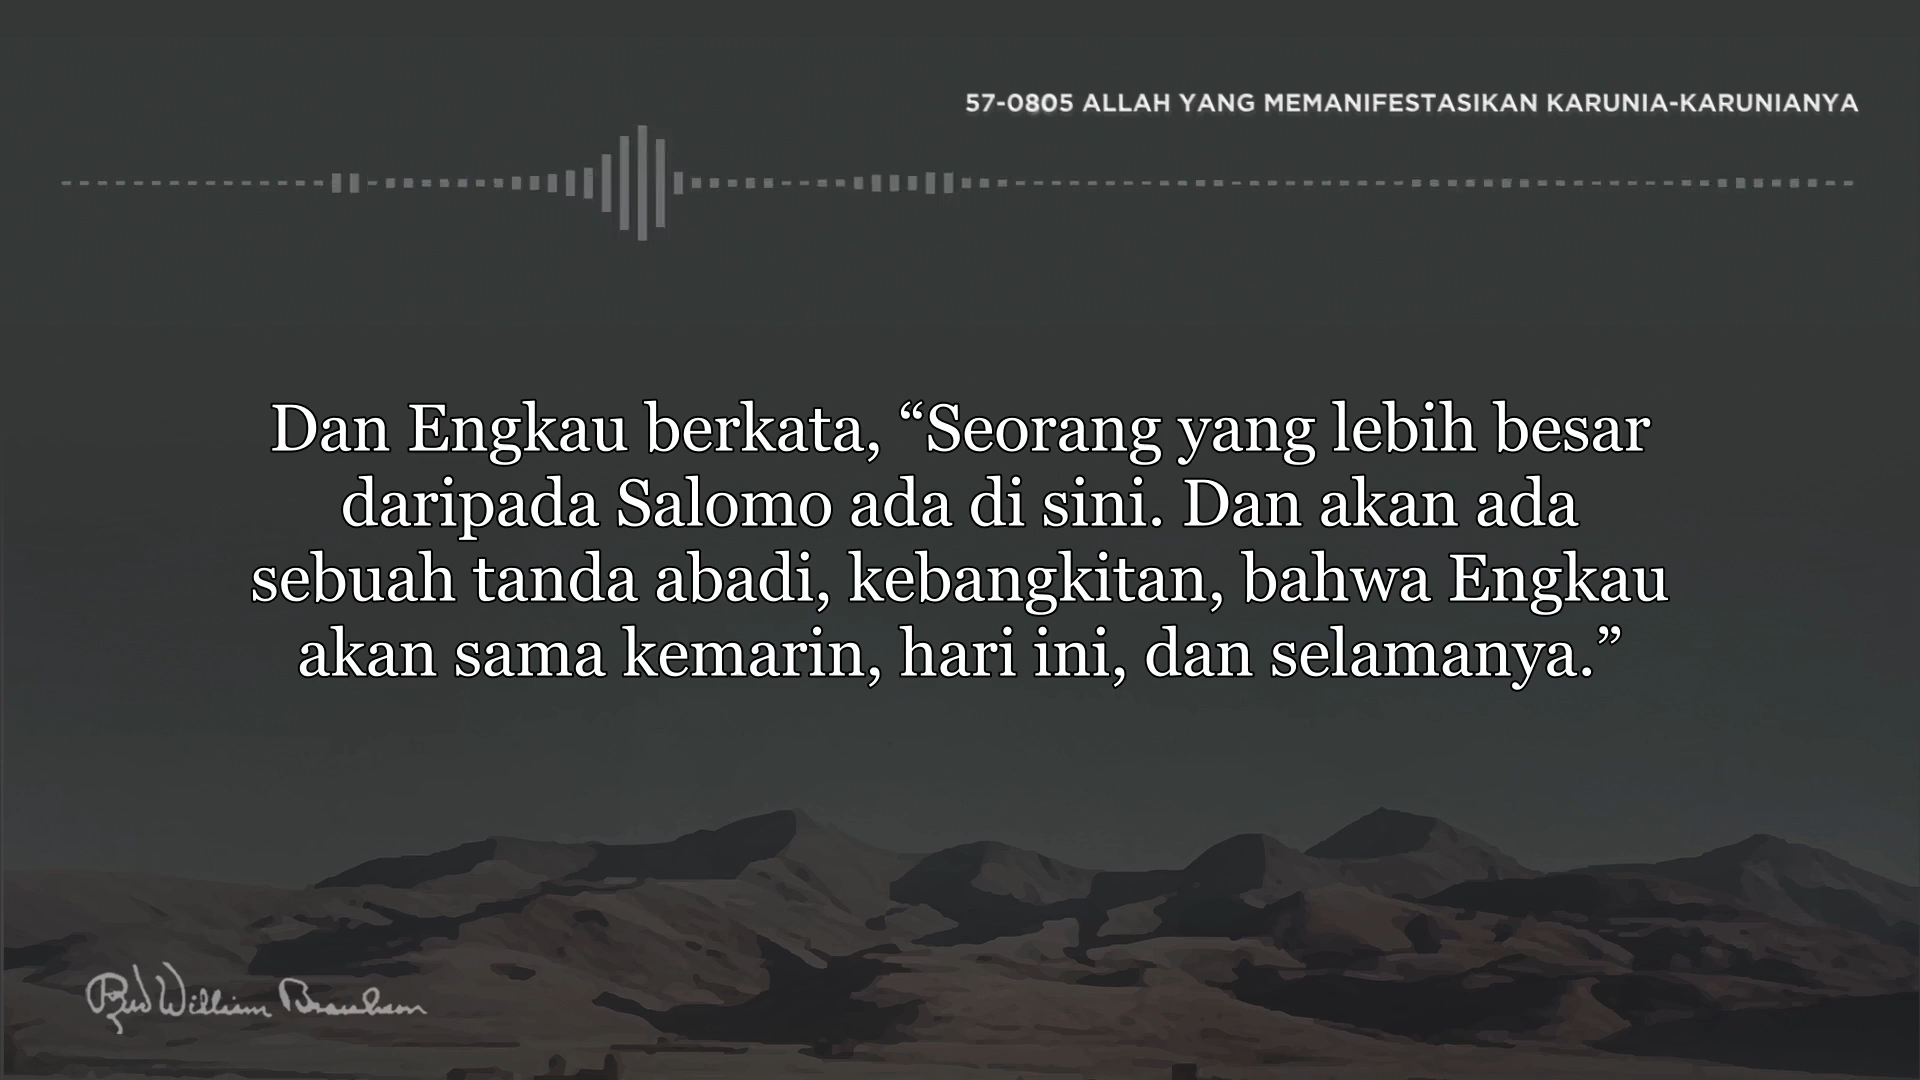 57-0805 ALLAH YANG MEMANIFESTASIKAN KARUNIA-KARUNIANYA
Dan Engkau berkata, “Seorang yang lebih besar
daripada Salomo ada di sini. Dan akan ada
sebuah tanda abadi, kebangkitan, bahwa Engkau
akan sama kemarin, hari ini, dan selamanya.”
William Branham